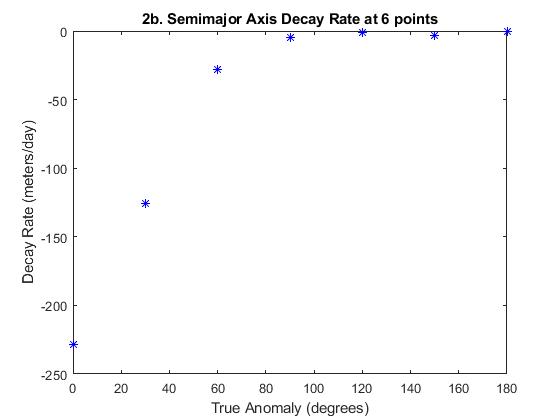 2b. Semimajor Axis Decay Rate at 6 points
0
-50
-100
-150
-200
-250
Decay Rate (meters/day)
0 20 40 60 80 100 120 140 160 180
True Anomaly (degrees)